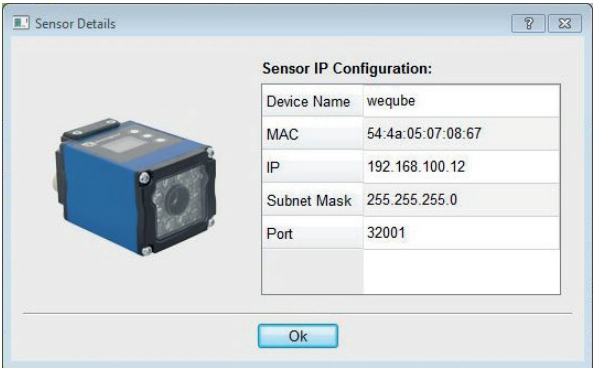 Sensor Details
Sensor IP Configuration:
Device Name weqube
MAC 54:4a:05:07:08:67
IP 192.168.100.12
Subnet Mask 255.255.255.0
Port 32001
Ok